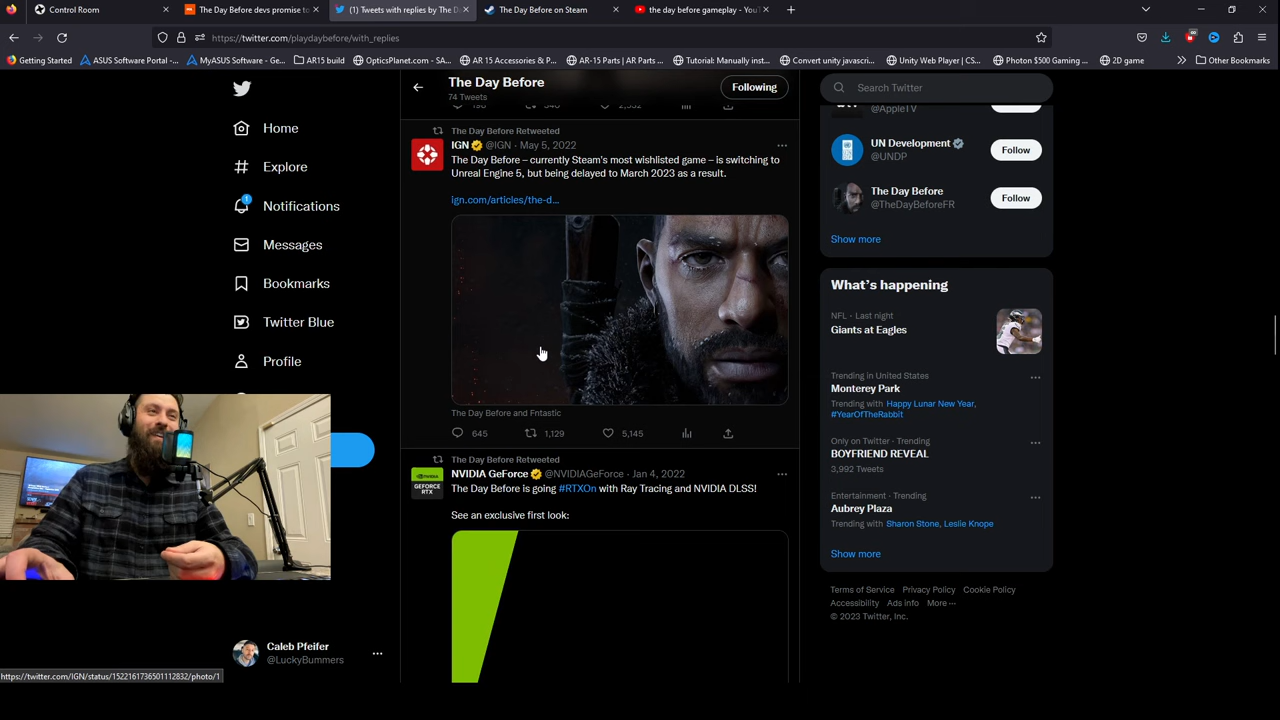 Control Room
The Day Before devs promise to
(1) Tweets with replies by The D
The Day Before on Steam
the day before gameplay - You
https://twitter.com/playdaybefore/with_replies
Getting Started
ASUS Software Portal -...
MyASUS Software - Ge...
AR15 build
OpticsPlanet.com - SA...
AR 15 Accessories & P...
AR-15 Parts | AR Parts ...
Tutorial: Manually inst...
Convert unity javascri...
Unity Web Player | CS...
Photon $500 Gaming ...
2D game
Other Bookmarks
Home
Explore
1
Notifications
Messages
Bookmarks
Twitter Blue
Profile
Caleb Pfeifer
@LuckyBummers
https://twitter.com/IGN/status/1522161736501112832/photo/1
The Day Before
74 Tweets
Following
The Day Before Retweeted
IGN @IGN · May 5, 2022
The Day Before – currently Steam's most wishlisted game – is switching to
Unreal Engine 5, but being delayed to March 2023 as a result.
ign.com/articles/the-d...
The Day Before and Fntastic
645
1,129
5,145
The Day Before Retweeted
NVIDIA GeForce @NVIDIAGeForce · Jan 4, 2022
The Day Before is going #RTXOn with Ray Tracing and NVIDIA DLSS!
See an exclusive first look:
GEFORCE
RTX
Search Twitter
@AppleTV
UN Development
@UNDP
Follow
The Day Before
@TheDayBeforeFR
Follow
Show more
What's happening
NFL · Last night
Giants at Eagles
Trending in United States
Monterey Park
Trending with Happy Lunar New Year,
#YearOfTheRabbit
Only on Twitter · Trending
BOYFRIEND REVEAL
3,992 Tweets
Entertainment · Trending
Aubrey Plaza
Trending with Sharon Stone, Leslie Knope
Show more
Terms of Service Privacy Policy Cookie Policy
Accessibility Ads info More ···
© 2023 Twitter, Inc.